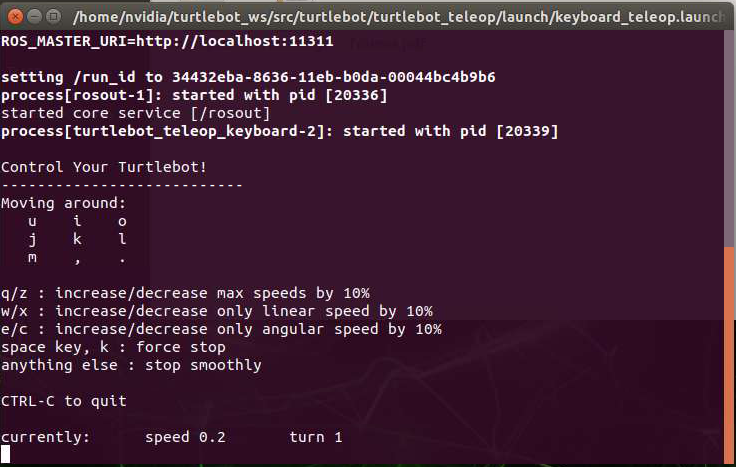 /home/nvidia/turtlebot_ws/src/turtlebot/turtlebot_teleop/launch/keyboard_teleop.launch
ROS_MASTER_URI=http://localhost:11311
setting /run_id to 34432eba-8636-11eb-b0da-00044bc4b9b6
process[rosout-1]: started with pid [20336]
started core service [/rosout]
process[turtlebot_teleop_keyboard-2]: started with pid [20339]
Control Your Turtlebot!
---------------------------
Moving around:
   u    i    o
   j    k    l
   m    ,    .
q/z : increase/decrease max speeds by 10%
w/x : increase/decrease only linear speed by 10%
e/c : increase/decrease only angular speed by 10%
space key, k : force stop
anything else : stop smoothly
CTRL-C to quit
currently:      speed 0.2       turn 1